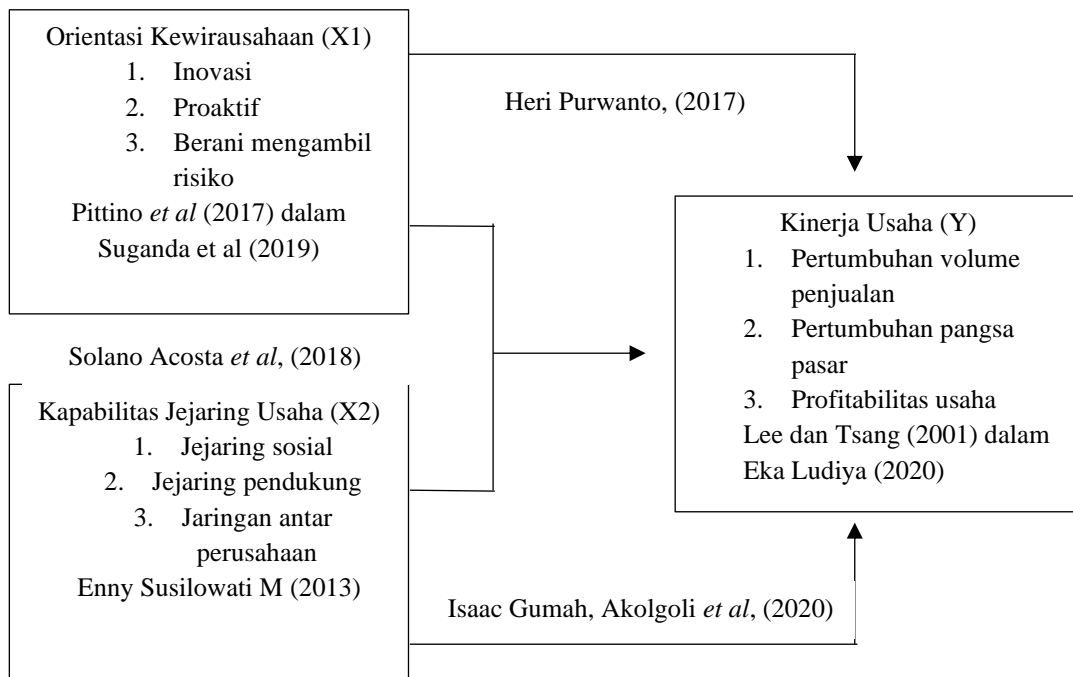 Orientasi Kewirausahaan (X1)
1. Inovasi
2. Proaktif
3. Berani mengambil
risiko
Pittino et al (2017) dalam
Suganda et al (2019)
Heri Purwanto, (2017)
Solano Acosta et al, (2018)
Kapabilitas Jejaring Usaha (X2)
1. Jejaring sosial
2. Jejaring pendukung
3. Jaringan antar
perusahaan
Enny Susilowati M (2013)
Isaac Gumah, Akolgoli et al, (2020)
Kinerja Usaha (Y)
1. Pertumbuhan volume
penjualan
2. Pertumbuhan pangsa
pasar
3. Profitabilitas usaha
Lee dan Tsang (2001) dalam
Eka Ludiya (2020)